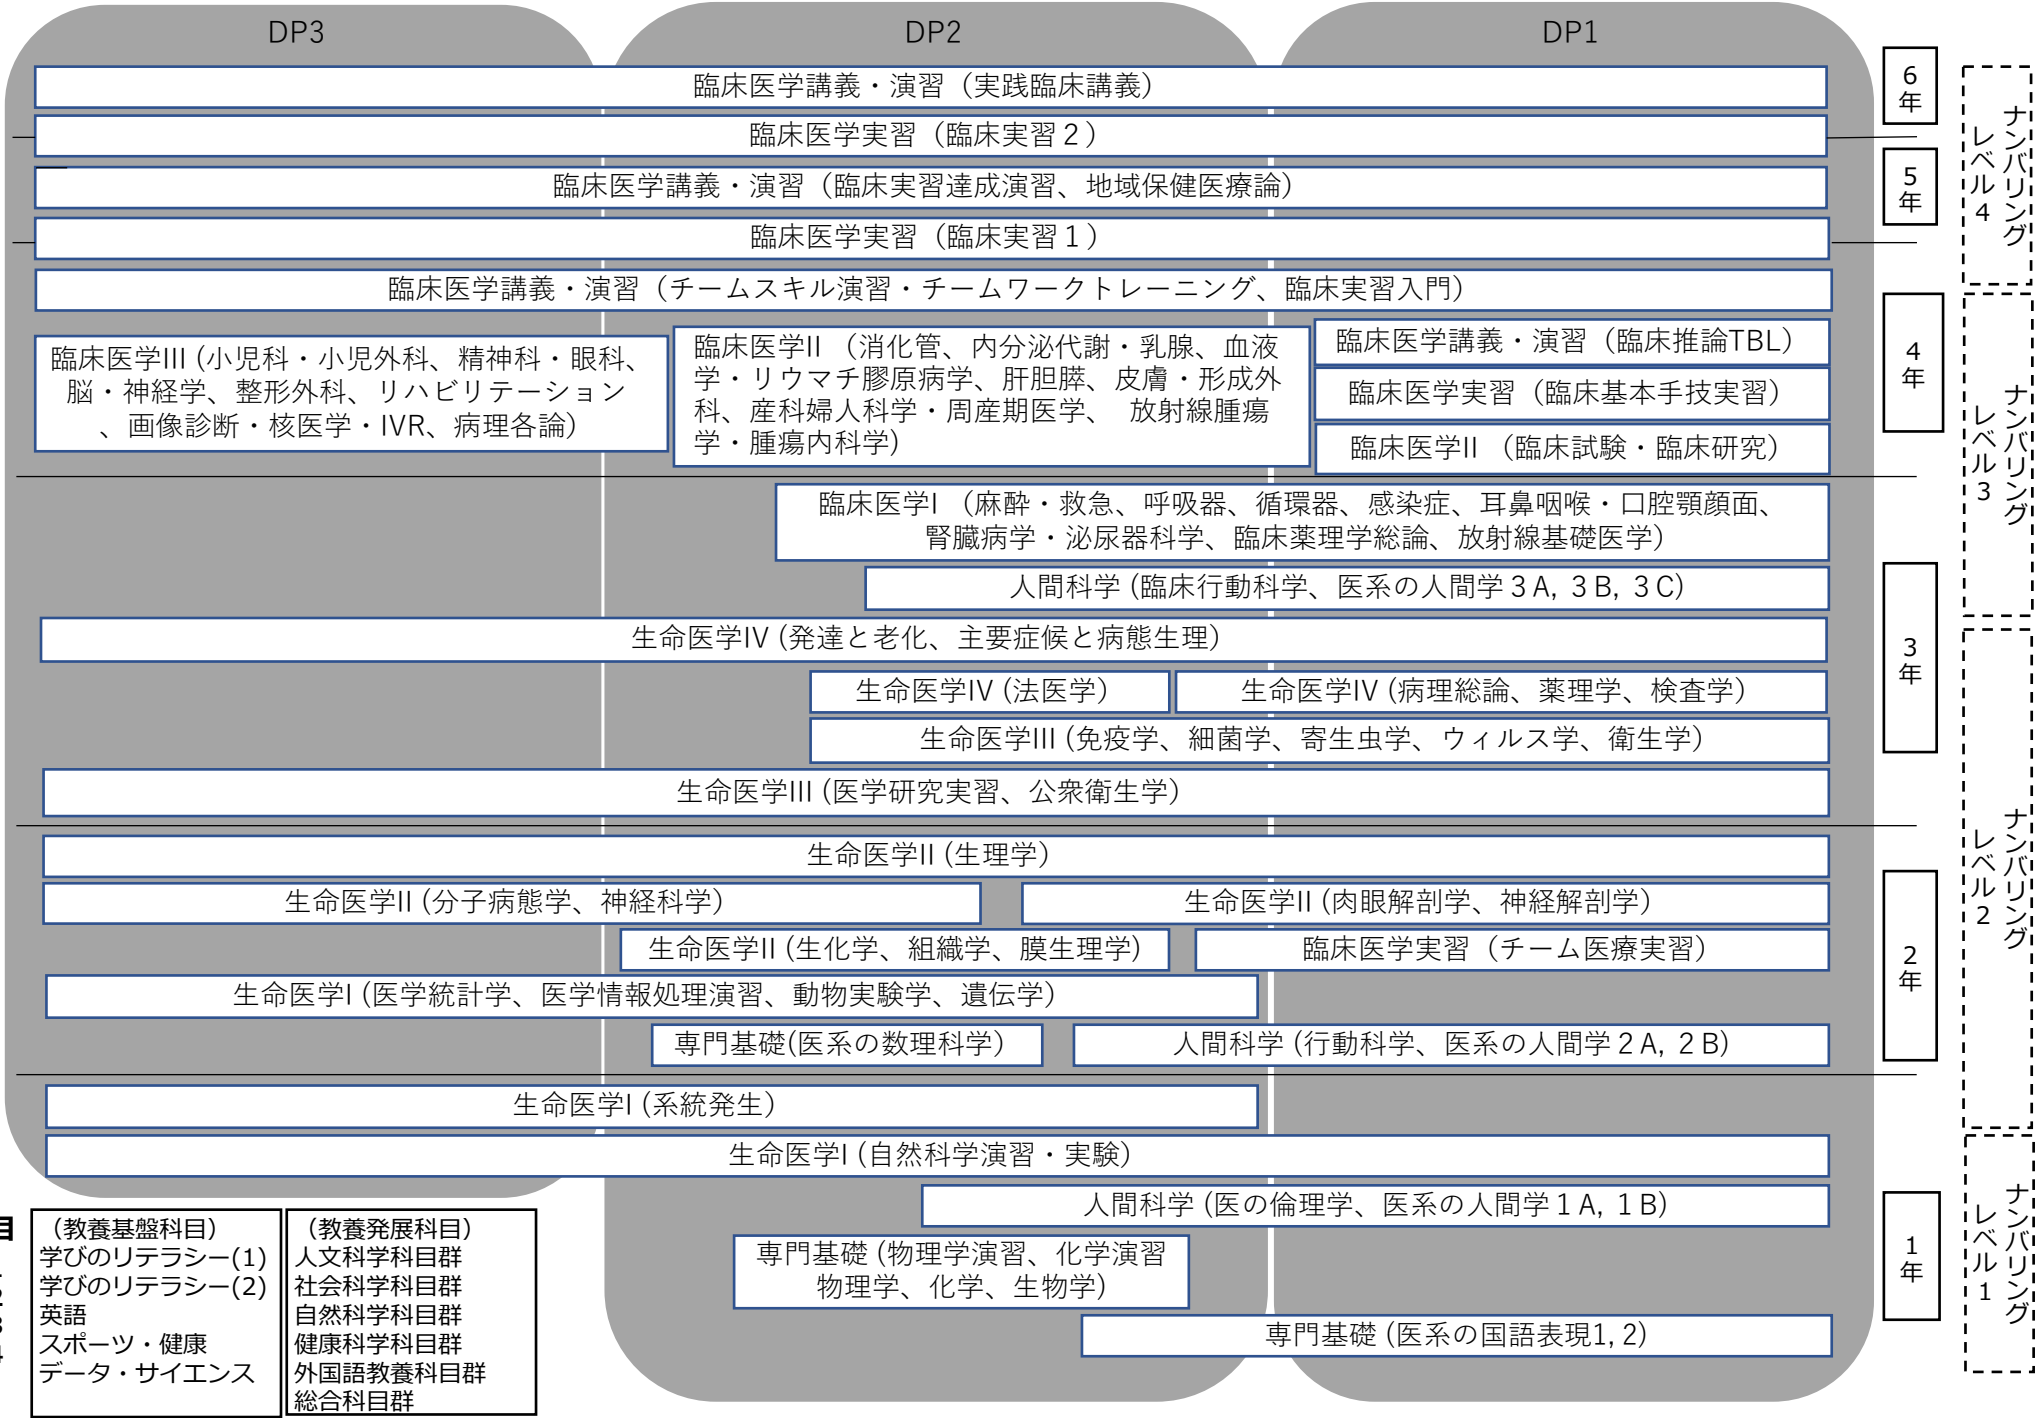 DP3
DP2
DP1
臨床医学講義・演習（実践臨床講義）
臨床医学実習（臨床実習２）
臨床医学講義・演習（臨床実習達成演習、地域保健医療論）
臨床医学実習（臨床実習１）
臨床医学講義・演習（チームスキル演習・チームワークトレーニング、臨床実習入門）
臨床医学III (小児科・小児外科、精神科・眼科、
脳・神経学、整形外科、リハビリテーション
、画像診断・核医学・IVR、病理各論）
臨床医学II （消化管、内分泌代謝・乳腺、血液
学・リウマチ膠原病学、肝胆膵、皮膚・形成外
科、産科婦人科学・周産期医学、 放射線腫瘍
学・腫瘍内科学）
臨床医学講義・演習（臨床推論TBL）
臨床医学実習（臨床基本手技実習）
臨床医学II （臨床試験・臨床研究）
臨床医学I （麻酔・救急、呼吸器、循環器、感染症、耳鼻咽喉・口腔顎顔面、
腎臓病学・泌尿器科学、臨床薬理学総論、放射線基礎医学）
人間科学 (臨床行動科学、医系の人間学３A, ３B, ３C）
生命医学IV (発達と老化、主要症候と病態生理）
生命医学IV (法医学）
生命医学IV (病理総論、薬理学、検査学）
生命医学III (免疫学、細菌学、寄生虫学、ウィルス学、衛生学）
生命医学III (医学研究実習、公衆衛生学）
生命医学II (生理学）
生命医学II (分子病態学、神経科学）
生命医学II (肉眼解剖学、神経解剖学）
生命医学II (生化学、組織学、膜生理学）
臨床医学実習（チーム医療実習）
生命医学I (医学統計学、医学情報処理演習、動物実験学、遺伝学）
専門基礎(医系の数理科学）
人間科学 (行動科学、医系の人間学２A, ２B）
生命医学I (系統発生）
生命医学I (自然科学演習・実験）
人間科学 (医の倫理学、医系の人間学１A, １B）
専門基礎 (物理学演習、化学演習
物理学、化学、生物学）
専門基礎 (医系の国語表現1, 2）
6
年
5
年
4
年
3
年
2
年
1
年
ナンバリング
レベル4
ナンバリング
レベル3
ナンバリング
レベル2
ナンバリング
レベル1
目
（教養基盤科目）
学びのリテラシー(1)
学びのリテラシー(2)
英語
スポーツ・健康
データ・サイエンス
（教養発展科目）
人文科学科目群
社会科学科目群
自然科学科目群
健康科学科目群
外国語教養科目群
総合科目群